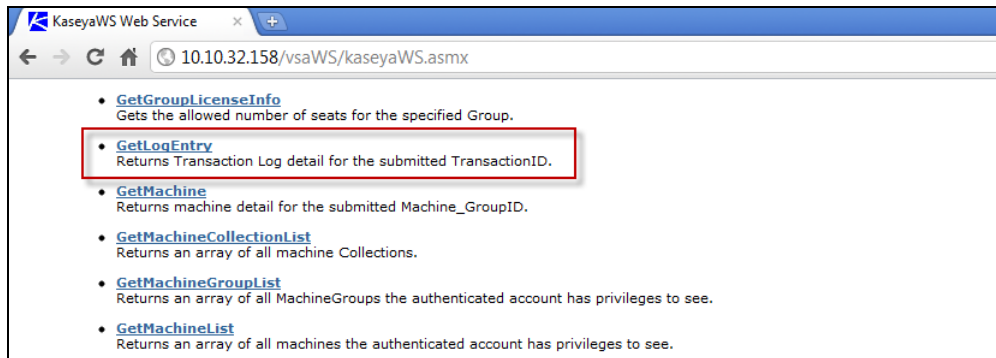 KaseyaWS Web Service
10.10.32.158/vsaWS/kaseyaWS.asmx
GetGroupLicenseInfo
Gets the allowed number of seats for the specified Group.
GetLogEntry
Returns Transaction Log detail for the submitted TransactionID.
GetMachine
Returns machine detail for the submitted Machine_GroupID.
GetMachineCollectionList
Returns an array of all machine Collections.
GetMachineGroupList
Returns an array of all MachineGroups the authenticated account has privileges to see.
GetMachineList
Returns an array of all machines the authenticated account has privileges to see.